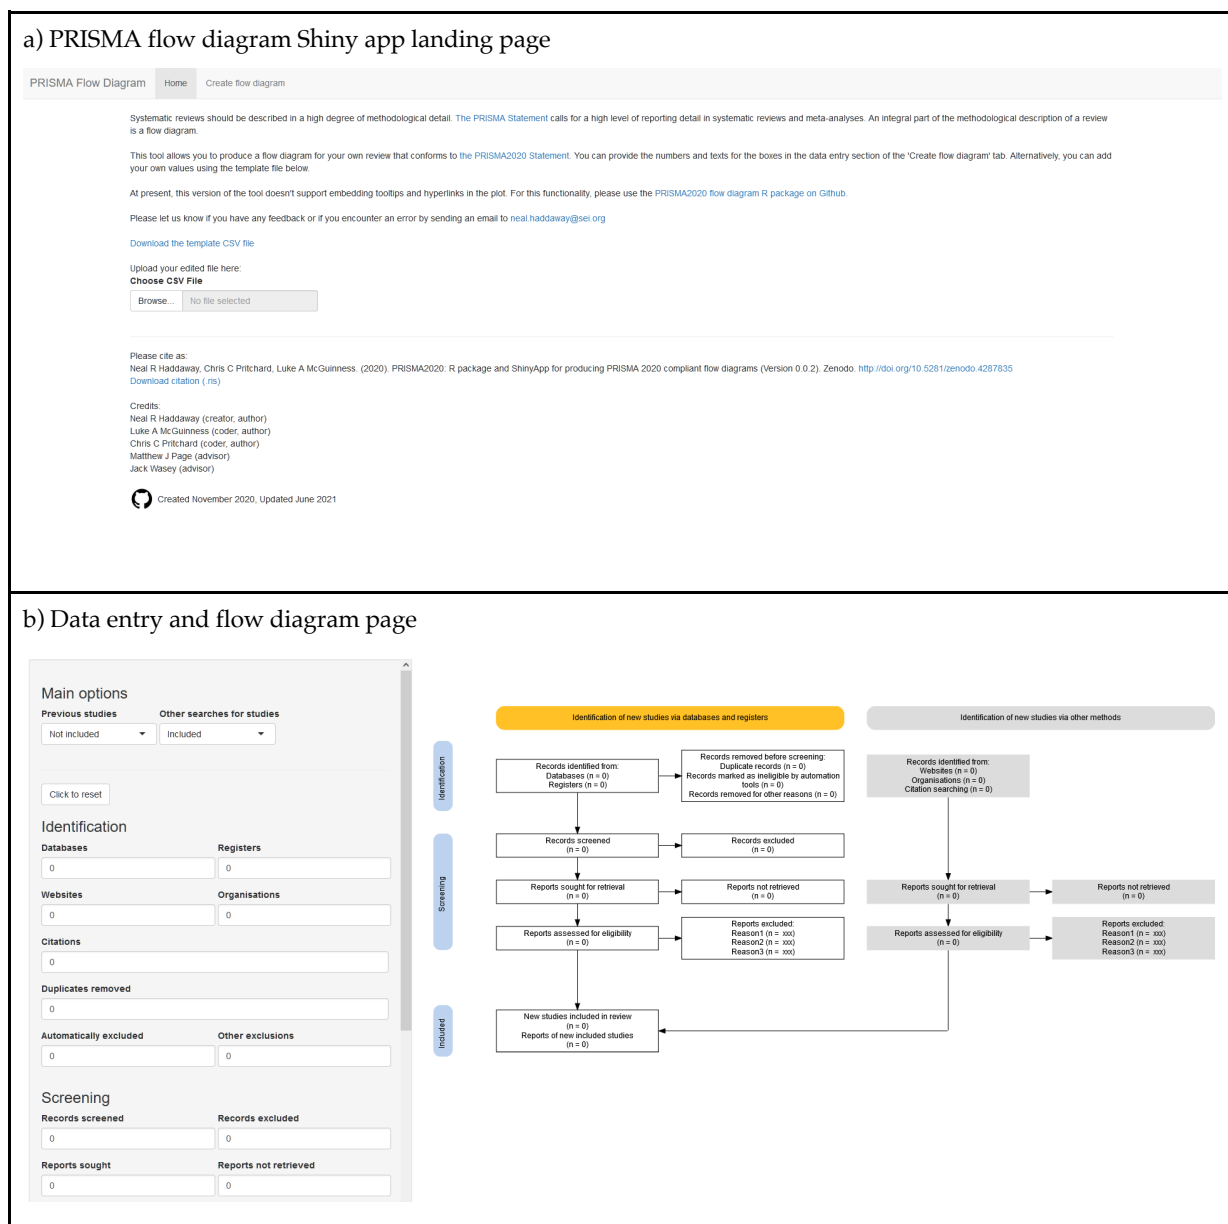 a) PRISMA flow diagram Shiny app landing page
PRISMA Flow Diagram Home Create flow diagram
Systematic reviews should be described in a high degree of methodological detail. The PRISMA Statement calls for a high level of reporting detail in systematic reviews and meta-analyses. An integral part of the methodological description of a review
is a flow diagram.
This tool allows you to produce a flow diagram for your own review that conforms to the PRISMA2020 Statement. You can provide the numbers and texts for the boxes in the data entry section of the 'Create flow diagram' tab. Alternatively, you can add
your own values using the template file below.
At present, this version of the tool doesn't support embedding tooltips and hyperlinks in the plot. For this functionality, please use the PRISMA2020 flow diagram R package on Github.
Please let us know if you have any feedback or if you encounter an error by sending an email to neal.haddaway@sei.org
Download the template CSV file
Upload your edited file here:
Choose CSV File
Browse... No file selected
Please cite as:
Neal R Haddaway, Chris C Pritchard, Luke A McGuinness. (2020). PRISMA2020: R package and ShinyApp for producing PRISMA 2020 compliant flow diagrams (Version 0.0.2). Zenodo. http://doi.org/10.5281/zenodo.4287835
Download citation (.ris)
Credits:
Neal R Haddaway (creator, author)
Luke A McGuinness (coder, author)
Chris C Pritchard (coder, author)
Matthew J Page (advisor)
Jack Wasey (advisor)
Created November 2020, Updated June 2021
b) Data entry and flow diagram page
Main options
Previous studies Other searches for studies
Not included Included
Click to reset
Identification
Databases Registers
0 0
Websites Organisations
0 0
Citations
0
Duplicates removed
0
Automatically excluded Other exclusions
0 0
Screening
Records screened Records excluded
0 0
Reports sought Reports not retrieved
0 0
Identification of new studies via databases and registers
Identification of new studies via other methods
Identification
Records identified from:
Databases (n = 0)
Registers (n = 0)
Records removed before screening:
Duplicate records (n = 0)
Records marked as ineligible by automation
tools (n = 0)
Records removed for other reasons (n = 0)
Records identified from:
Websites (n = 0)
Organisations (n = 0)
Citation searching (n = 0)
Screening
Records screened
(n = 0)
Records excluded
(n = 0)
Reports sought for retrieval
(n = 0)
Reports not retrieved
(n = 0)
Reports sought for retrieval
(n = 0)
Reports not retrieved
(n = 0)
Reports assessed for eligibility
(n = 0)
Reports excluded:
Reason1 (n = xxx)
Reason2 (n = xxx)
Reason3 (n = xxx)
Reports assessed for eligibility
(n = 0)
Reports excluded:
Reason1 (n = xxx)
Reason2 (n = xxx)
Reason3 (n = xxx)
Included
New studies included in review
(n = 0)
Reports of new included studies
(n = 0)